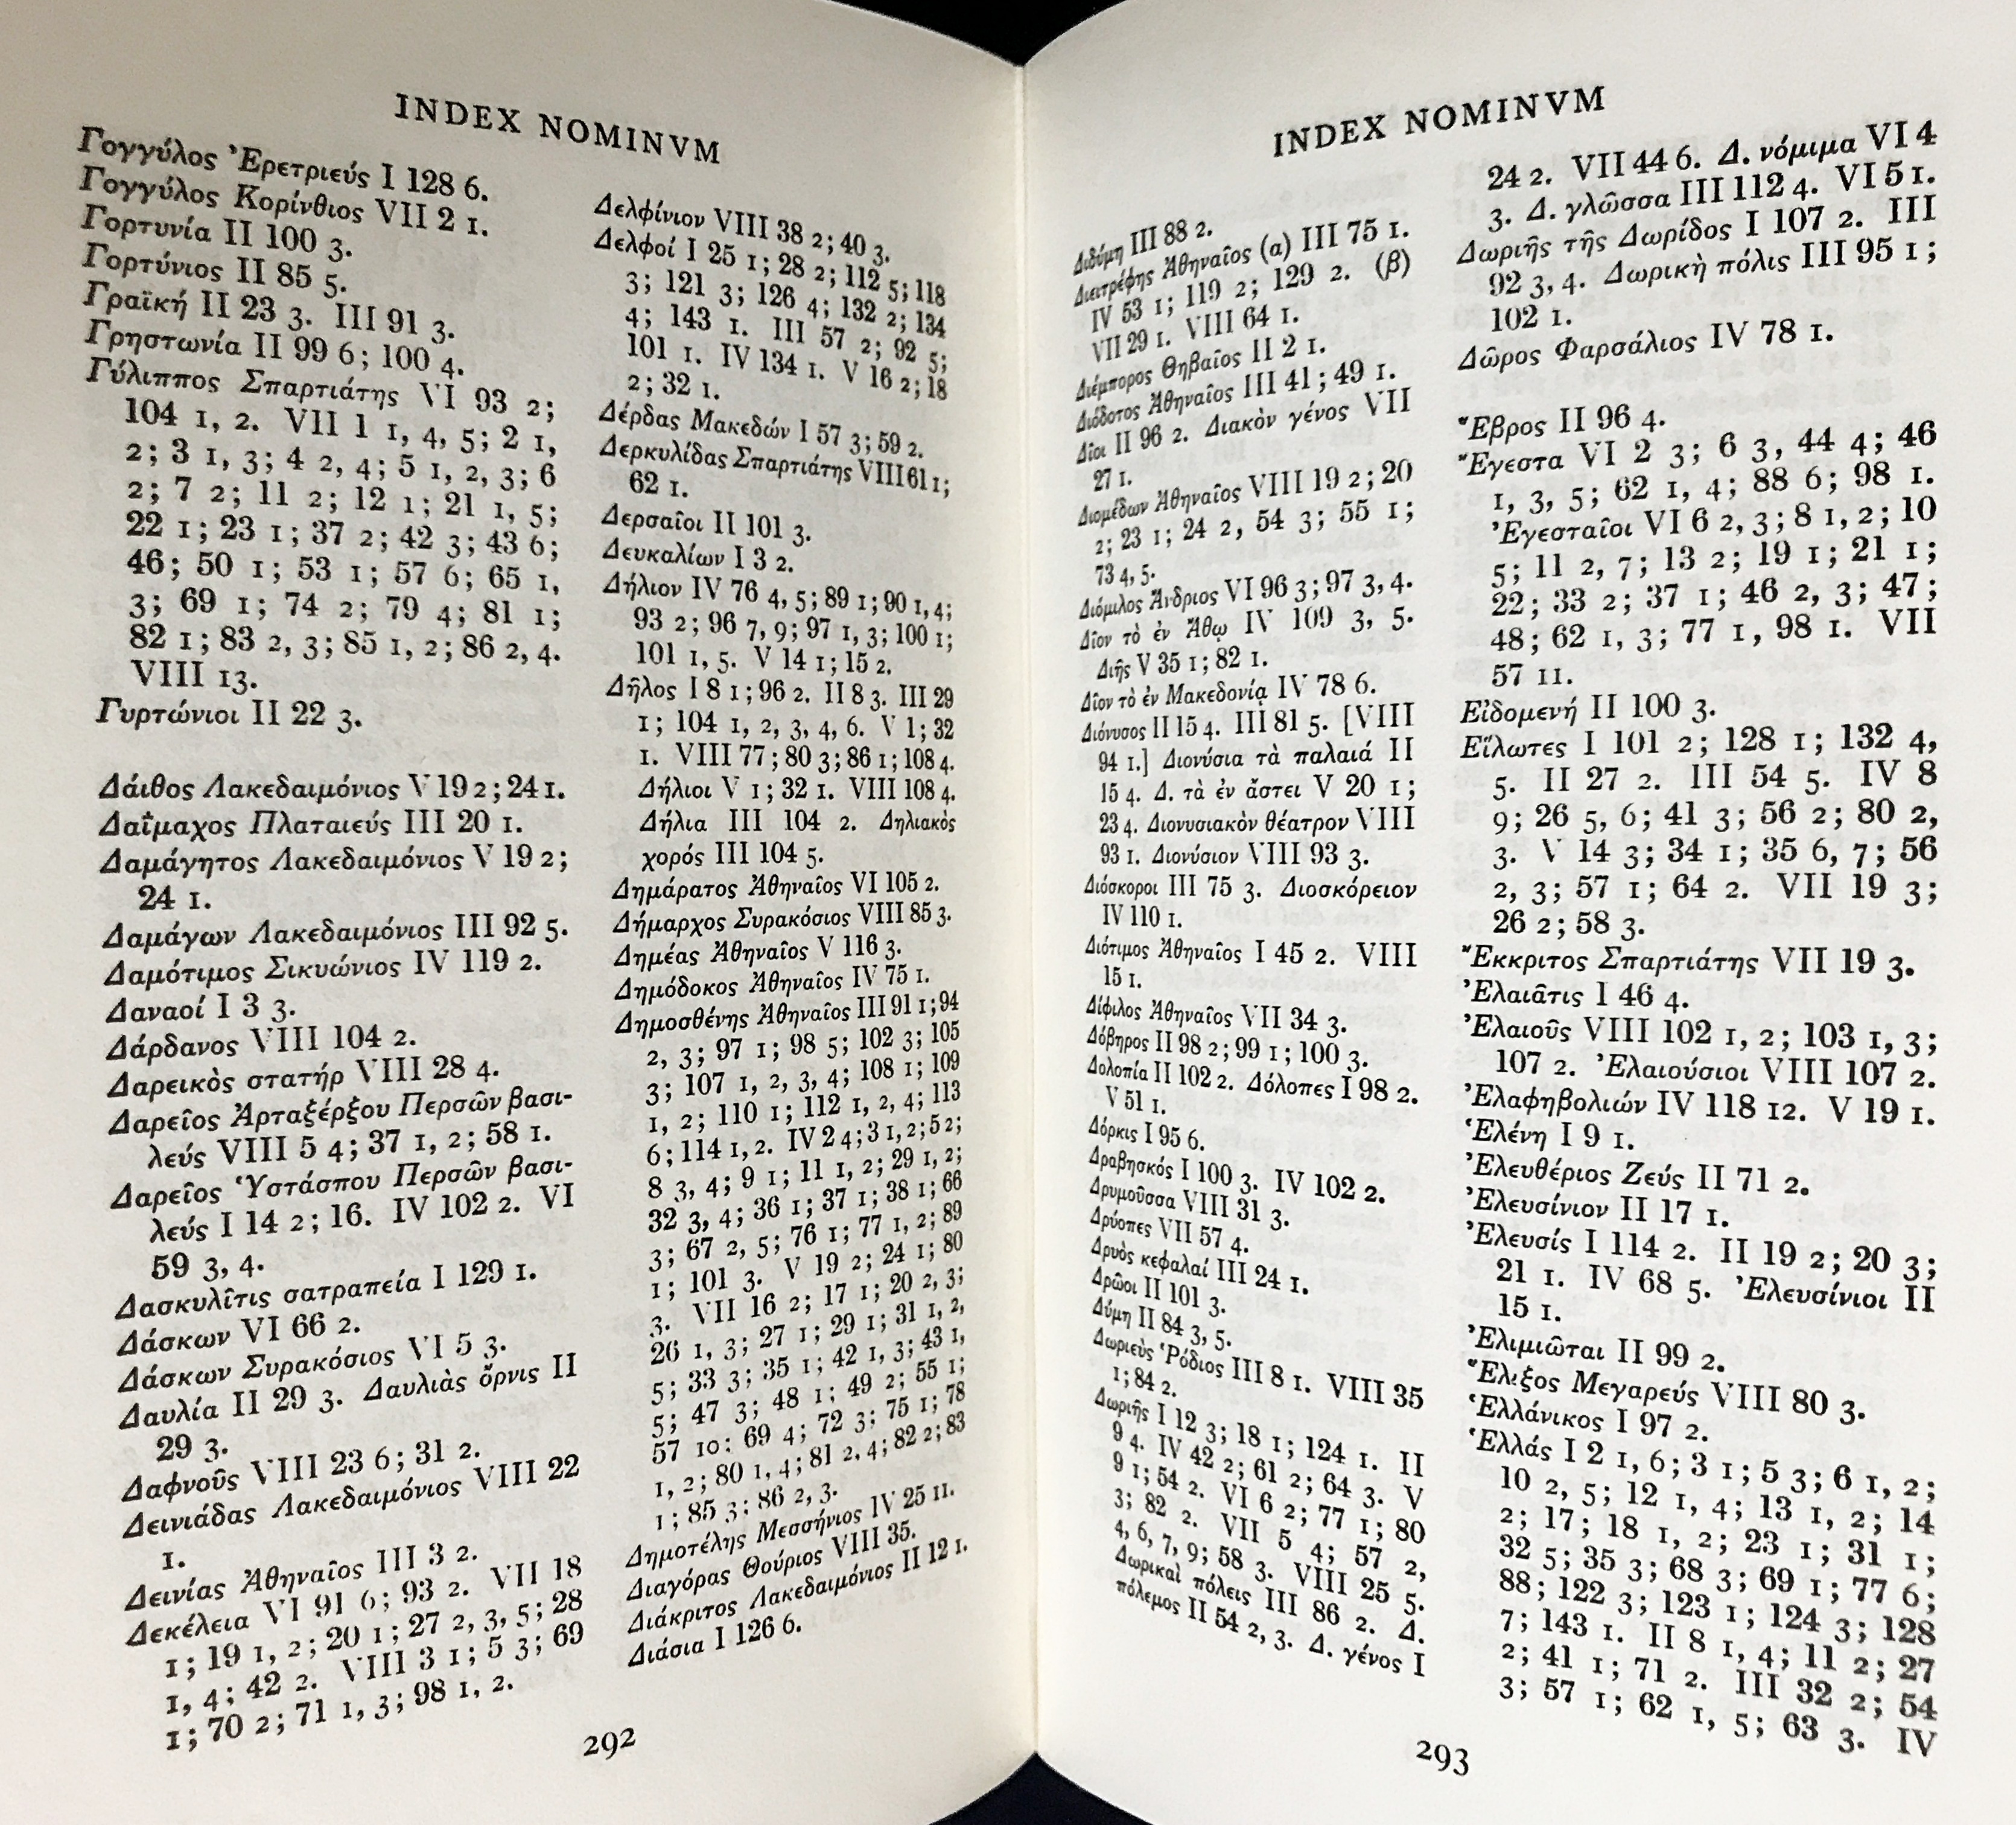 INDEX NOMINVM
Γογγύλος Ἐρετριεύς I 128 6.
Γογγύλος Κορίνθιος VII 2 1.
Γορτυνία II 100 3.
Γορτύνιος II 85 5.
Γραϊκή II 23 3. III 91 3.
Γρηστωνία II 99 6; 100 4.
Γύλιππος Σπαρτιάτης VI 93 2;
104 1, 2. VII 1 1, 4, 5; 2 1,
2; 3 1, 3; 4 2, 4; 5 1, 2, 3; 6
2; 7 2; 11 2; 12 1; 21 1, 5;
22 1; 23 1; 37 2; 42 3; 43 6;
46; 50 1; 53 1; 57 6; 65 1,
3; 69 1; 74 2; 79 4; 81 1;
82 1; 83 2, 3; 85 1, 2; 86 2, 4.
VIII 13.
Γυρτώνιοι II 22 3.
Δάιθος Λακεδαιμόνιος V 19 2; 24 1.
Δαΐμαχος Πλαταιεύς III 20 1.
Δαμάγητος Λακεδαιμόνιος V 19 2;
24 1.
Δαμάγων Λακεδαιμόνιος III 92 5.
Δαμότιμος Σικυώνιος IV 119 2.
Δαναοί I 3 3.
Δάρδανος VIII 104 2.
Δαρεικὸς στατήρ VIII 28 4.
Δαρεῖος Ἀρταξέρξου Περσῶν βασι-
λεύς VIII 5 4; 37 1, 2; 58 1.
Δαρεῖος Ὑστάσπου Περσῶν βασι-
λεύς I 14 2; 16. IV 102 2. VI
59 3, 4.
Δασκυλῖτις σατραπεία I 129 1.
Δάσκων VI 66 2.
Δάσκων Συρακόσιος VI 5 3.
Δαυλία II 29 3. Δαυλιὰς ὄρνις II
29 3.
Δαφνοῦς VIII 23 6; 31 2.
Δεινιάδας Λακεδαιμόνιος VIII 22
1.
Δεινίας Ἀθηναῖος III 3 2.
Δεκέλεια VI 91 6; 93 2. VII 18
1; 19 1, 2; 20 1; 27 2, 3, 5; 28
1, 4; 42 2. VIII 3 1; 5 3; 69
1; 70 2; 71 1, 3; 98 1, 2.
Δελφίνιον VIII 38 2; 40 3.
Δελφοί I 25 1; 28 2; 112 5; 118
3; 121 3; 126 4; 132 2; 134
4; 143 1. III 57 2; 92 5;
101 1. IV 134 1. V 16 2; 18
2; 32 1.
Δέρδας Μακεδών I 57 3; 59 2.
Δερκυλίδας Σπαρτιάτης VIII 61 1;
62 1.
Δερσαῖοι II 101 3.
Δευκαλίων I 3 2.
Δήλιον IV 76 4, 5; 89 1; 90 1, 4;
93 2; 96 7, 9; 97 1, 3; 100 1;
101 1, 5. V 14 1; 15 2.
Δῆλος I 8 1; 96 2. II 8 3. III 29
1; 104 1, 2, 3, 4, 6. V 1; 32
1. VIII 77; 80 3; 86 1; 108 4.
Δήλιοι V 1; 32 1. VIII 108 4.
Δήλια III 104 2. Δηλιακὸς
χορός III 104 5.
Δημάρατος Ἀθηναῖος VI 105 2.
Δήμαρχος Συρακόσιος VIII 85 3.
Δημέας Ἀθηναῖος V 116 3.
Δημόδοκος Ἀθηναῖος IV 75 1.
Δημοσθένης Ἀθηναῖος III 91 1; 94
2, 3; 97 1; 98 5; 102 3; 105
3; 107 1, 2, 3, 4; 108 1; 109
1, 2; 110 1; 112 1, 2, 4; 113
6; 114 1, 2. IV 2 4; 3 1, 2; 5 2;
8 3, 4; 9 1; 11 1, 2; 29 1, 2;
32 3, 4; 36 1; 37 1; 38 1; 66
3; 67 2, 5; 76 1; 77 1, 2; 89
1; 101 3. V 19 2; 24 1; 80
3. VII 16 2; 17 1; 20 2, 3;
26 1, 3; 27 1; 29 1; 31 1, 2,
5; 33 3; 35 1; 42 1, 3; 43 1,
5; 47 3; 48 1; 49 2; 55 1;
57 10: 69 4; 72 3; 75 1; 78
1, 2; 80 1, 4; 81 2, 4; 82 2; 83
1; 85 3; 86 2, 3.
Δημοτέλης Μεσσήνιος IV 25 11.
Διαγόρας Θούριος VIII 35.
Διάκριτος Λακεδαιμόνιος II 12 1.
Διάσια I 126 6.
292
INDEX NOMINVM
Διδύμη III 88 2.
Διειτρέφης Ἀθηναῖος (α) III 75 1.
IV 53 1; 119 2; 129 2. (β)
VII 29 1. VIII 64 1.
Διέμπορος Θηβαῖος II 2 1.
Διόδοτος Ἀθηναῖος III 41; 49 1.
Δῖοι II 96 2. Διακὸν γένος VII
27 1.
Διομέδων Ἀθηναῖος VIII 19 2; 20
2; 23 1; 24 2, 54 3; 55 1;
73 4, 5.
Διόμιλος Ἄνδριος VI 96 3; 97 3, 4.
Δῖον τὸ ἐν Ἄθῳ IV 109 3, 5.
Διῆς V 35 1; 82 1.
Δῖον τὸ ἐν Μακεδονίᾳ IV 78 6.
Διόνυσος II 15 4. III 81 5. [VIII
94 1.] Διονύσια τὰ παλαιά II
15 4. Δ. τὰ ἐν ἄστει V 20 1;
23 4. Διονυσιακὸν θέατρον VIII
93 1. Διονύσιον VIII 93 3.
Διόσκοροι III 75 3. Διοσκόρειον
IV 110 1.
Διότιμος Ἀθηναῖος I 45 2. VIII
15 1.
Δίφιλος Ἀθηναῖος VII 34 3.
Δόβηρος II 98 2; 99 1; 100 3.
Δολοπία II 102 2. Δόλοπες I 98 2.
V 51 1.
Δόρκις I 95 6.
Δραβησκός I 100 3. IV 102 2.
Δρυμοῦσσα VIII 31 3.
Δρύοπες VII 57 4.
Δρυὸς κεφαλαί III 24 1.
Δρῶοι II 101 3.
Δύμη II 84 3, 5.
Δωριεὺς Ῥόδιος III 8 1. VIII 35
1; 84 2.
Δωριῆς I 12 3; 18 1; 124 1. II
9 4. IV 42 2; 61 2; 64 3. V
9 1; 54 2. VI 6 2; 77 1; 80
3; 82 2. VII 5 4; 57 2,
4, 6, 7, 9; 58 3. VIII 25 5.
Δωρικαὶ πόλεις III 86 2. Δ.
πόλεμος II 54 2, 3. Δ. γένος I
24 2. VII 44 6. Δ. νόμιμα VI 4
3. Δ. γλῶσσα III 112 4. VI 5 1.
Δωριῆς τῆς Δωρίδος I 107 2. III
92 3, 4. Δωρικὴ πόλις III 95 1;
102 1.
Δῶρος Φαρσάλιος IV 78 1.
Ἕβρος II 96 4.
Ἔγεστα VI 2 3; 6 3, 44 4; 46
1, 3, 5; 62 1, 4; 88 6; 98 1.
Ἐγεσταῖοι VI 6 2, 3; 8 1, 2; 10
5; 11 2, 7; 13 2; 19 1; 21 1;
22; 33 2; 37 1; 46 2, 3; 47;
48; 62 1, 3; 77 1, 98 1. VII
57 11.
Εἰδομενή II 100 3.
Εἵλωτες I 101 2; 128 1; 132 4,
5. II 27 2. III 54 5. IV 8
9; 26 5, 6; 41 3; 56 2; 80 2,
3. V 14 3; 34 1; 35 6, 7; 56
2, 3; 57 1; 64 2. VII 19 3;
26 2; 58 3.
Ἔκκριτος Σπαρτιάτης VII 19 3.
Ἐλαιᾶτις I 46 4.
Ἐλαιοῦς VIII 102 1, 2; 103 1, 3;
107 2. Ἐλαιούσιοι VIII 107 2.
Ἐλαφηβολιών IV 118 12. V 19 1.
Ἑλένη I 9 1.
Ἐλευθέριος Ζεύς II 71 2.
Ἐλευσίνιον II 17 1.
Ἐλευσίς I 114 2. II 19 2; 20 3;
21 1. IV 68 5. Ἐλευσίνιοι II
15 1.
Ἐλιμιῶται II 99 2.
Ἕλιξος Μεγαρεύς VIII 80 3.
Ἑλλάνικος I 97 2.
Ἑλλάς I 2 1, 6; 3 1; 5 3; 6 1, 2;
10 2, 5; 12 1, 4; 13 1, 2; 14
2; 17; 18 1, 2; 23 1; 31 1;
32 5; 35 3; 68 3; 69 1; 77 6;
88; 122 3; 123 1; 124 3; 128
7; 143 1. II 8 1, 4; 11 2; 27
2; 41 1; 71 2. III 32 2; 54
3; 57 1; 62 1, 5; 63 3. IV
293